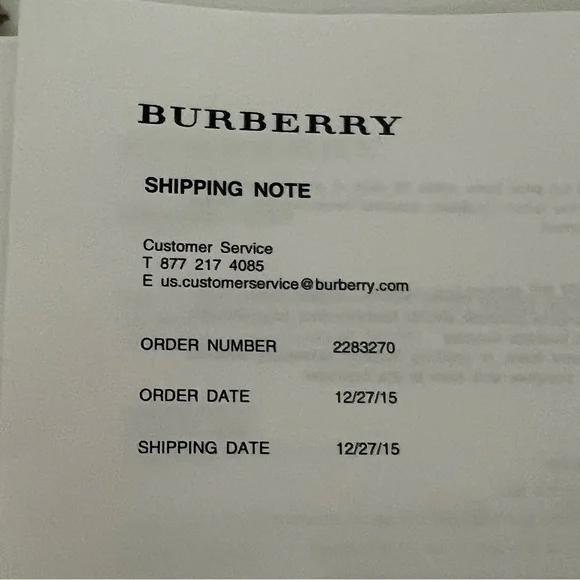 BURBERRY
SHIPPING NOTE
Customer Service
T 877 217 4085
E us.customerservice@burberry.com
ORDER NUMBER 2283270
ORDER DATE 12/27/15
SHIPPING DATE 12/27/15